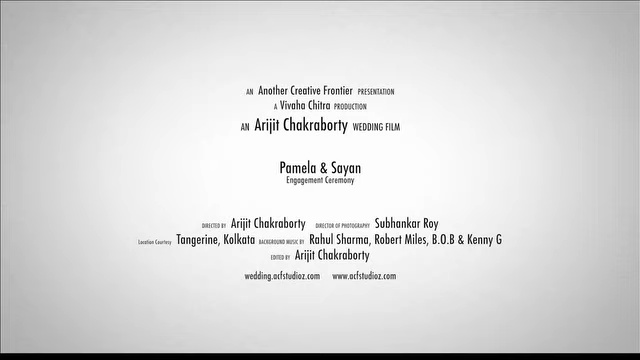 AN Another Creative Frontier PRESENTATION
A Vivaha Chitra PRODUCTION
AN Arijit Chakraborty WEDDING FILM
Pamela & Sayan
Engagement Ceremony
DIRECTED BY Arijit Chakraborty DIRECTOR OF PHOTOGRAPHY Subhankar Roy
Location Courtesy Tangerine, Kolkata BACKGROUND MUSIC BY Rahul Sharma, Robert Miles, B.O.B & Kenny G
EDITED BY Arijit Chakraborty
wedding.acfstudioz.com www.acfstudioz.com